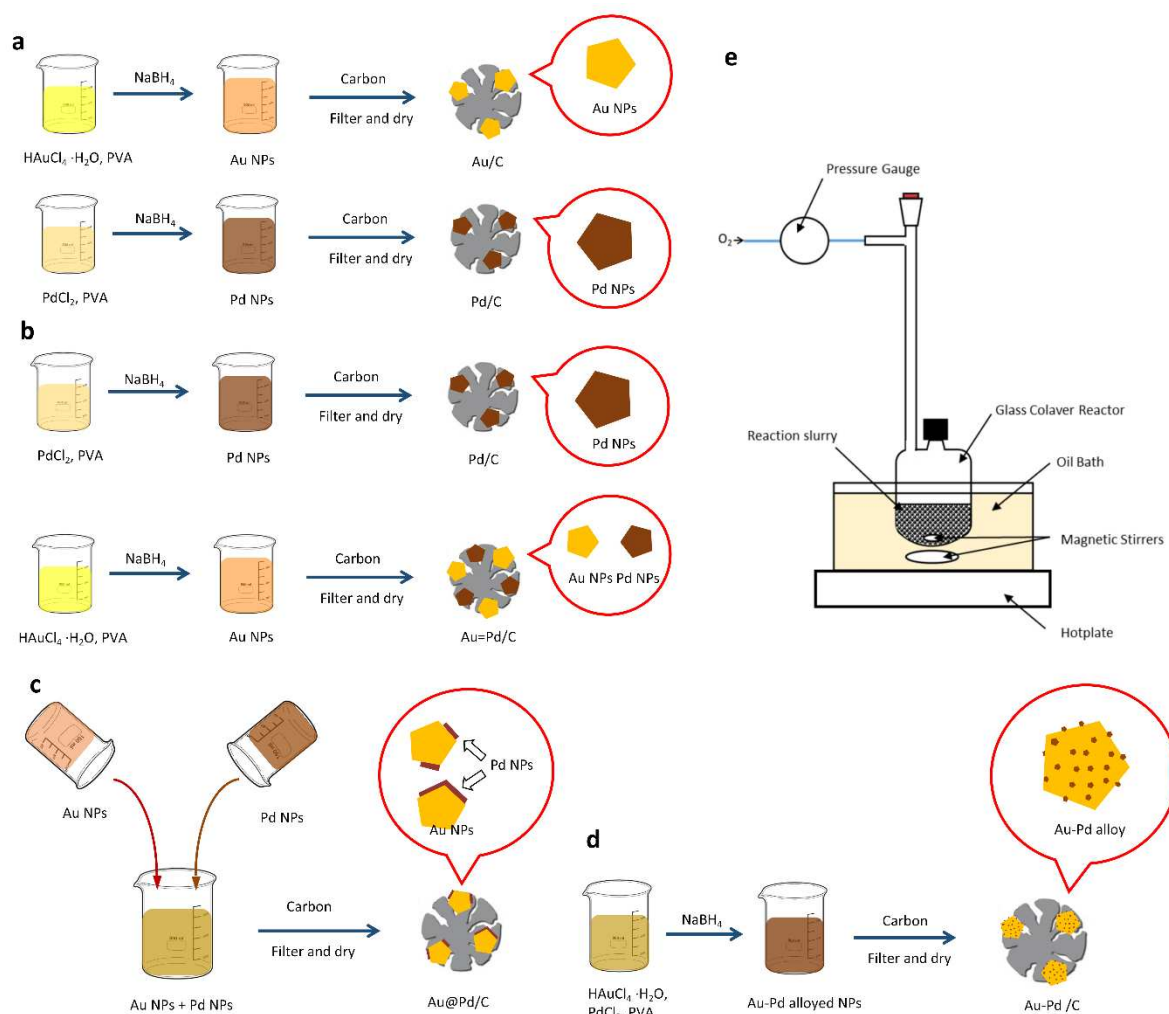 a
NaBH₄
Carbon
Filter and dry
Au NPs
HAuCl₄ ·H₂O, PVA
Au NPs
Au/C
NaBH₄
Carbon
Filter and dry
Pd NPs
PdCl₂, PVA
Pd NPs
Pd/C
b
NaBH₄
Carbon
Filter and dry
Pd NPs
PdCl₂, PVA
Pd NPs
Pd/C
NaBH₄
Carbon
Filter and dry
Au NPs Pd NPs
HAuCl₄ ·H₂O, PVA
Au NPs
Au=Pd/C
c
Au NPs
Pd NPs
Carbon
Filter and dry
Pd NPs
Au NPs
Au NPs + Pd NPs
Au@Pd/C
d
NaBH₄
Carbon
Filter and dry
Au-Pd alloy
HAuCl₄ ·H₂O,
PdCl₂, PVA
Au-Pd alloyed NPs
Au-Pd /C
e
Pressure Gauge
O₂
Glass Colaver Reactor
Reaction slurry
Oil Bath
Magnetic Stirrers
Hotplate